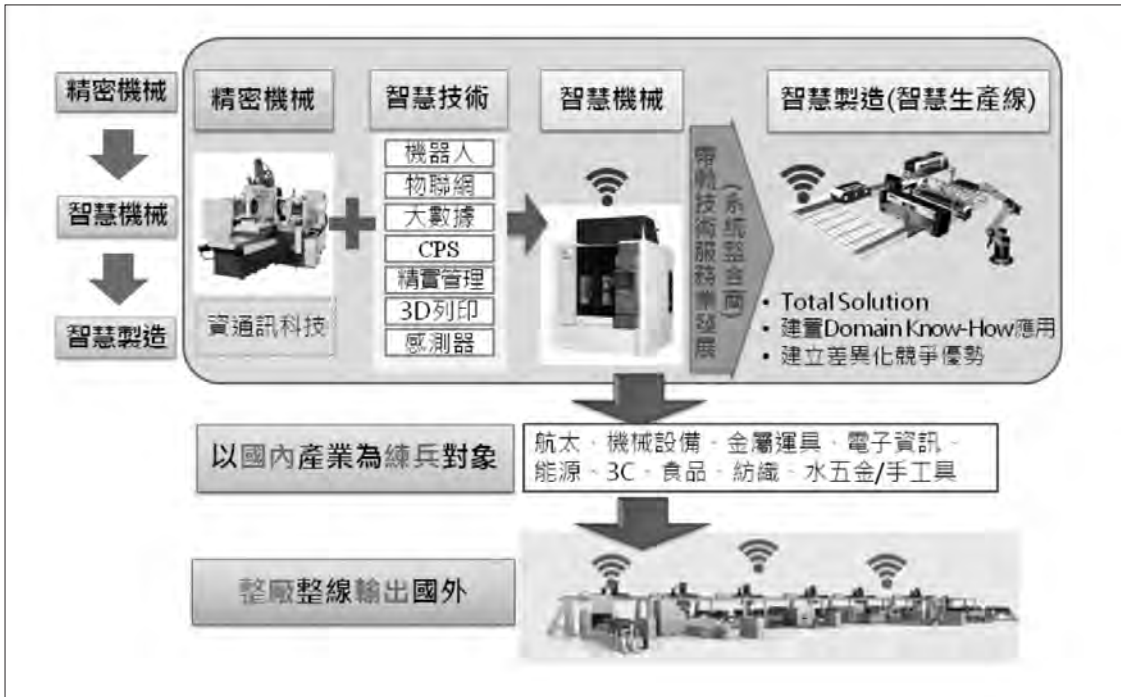 精密機械
智慧機械
智慧製造
精密機械
資通訊科技
智慧技術
機器人
物聯網
大數據
CPS
精實管理
3D列印
感測器
智慧機械
帶動技術服務業發展
(系統整合商)
智慧製造(智慧生產線)
• Total Solution
• 建置Domain Know-How應用
• 建立差異化競爭優勢
以國內產業為練兵對象
航太、機械設備、金屬運具、電子資訊、
能源、3C、食品、紡織、水五金/手工具
整廠整線輸出國外